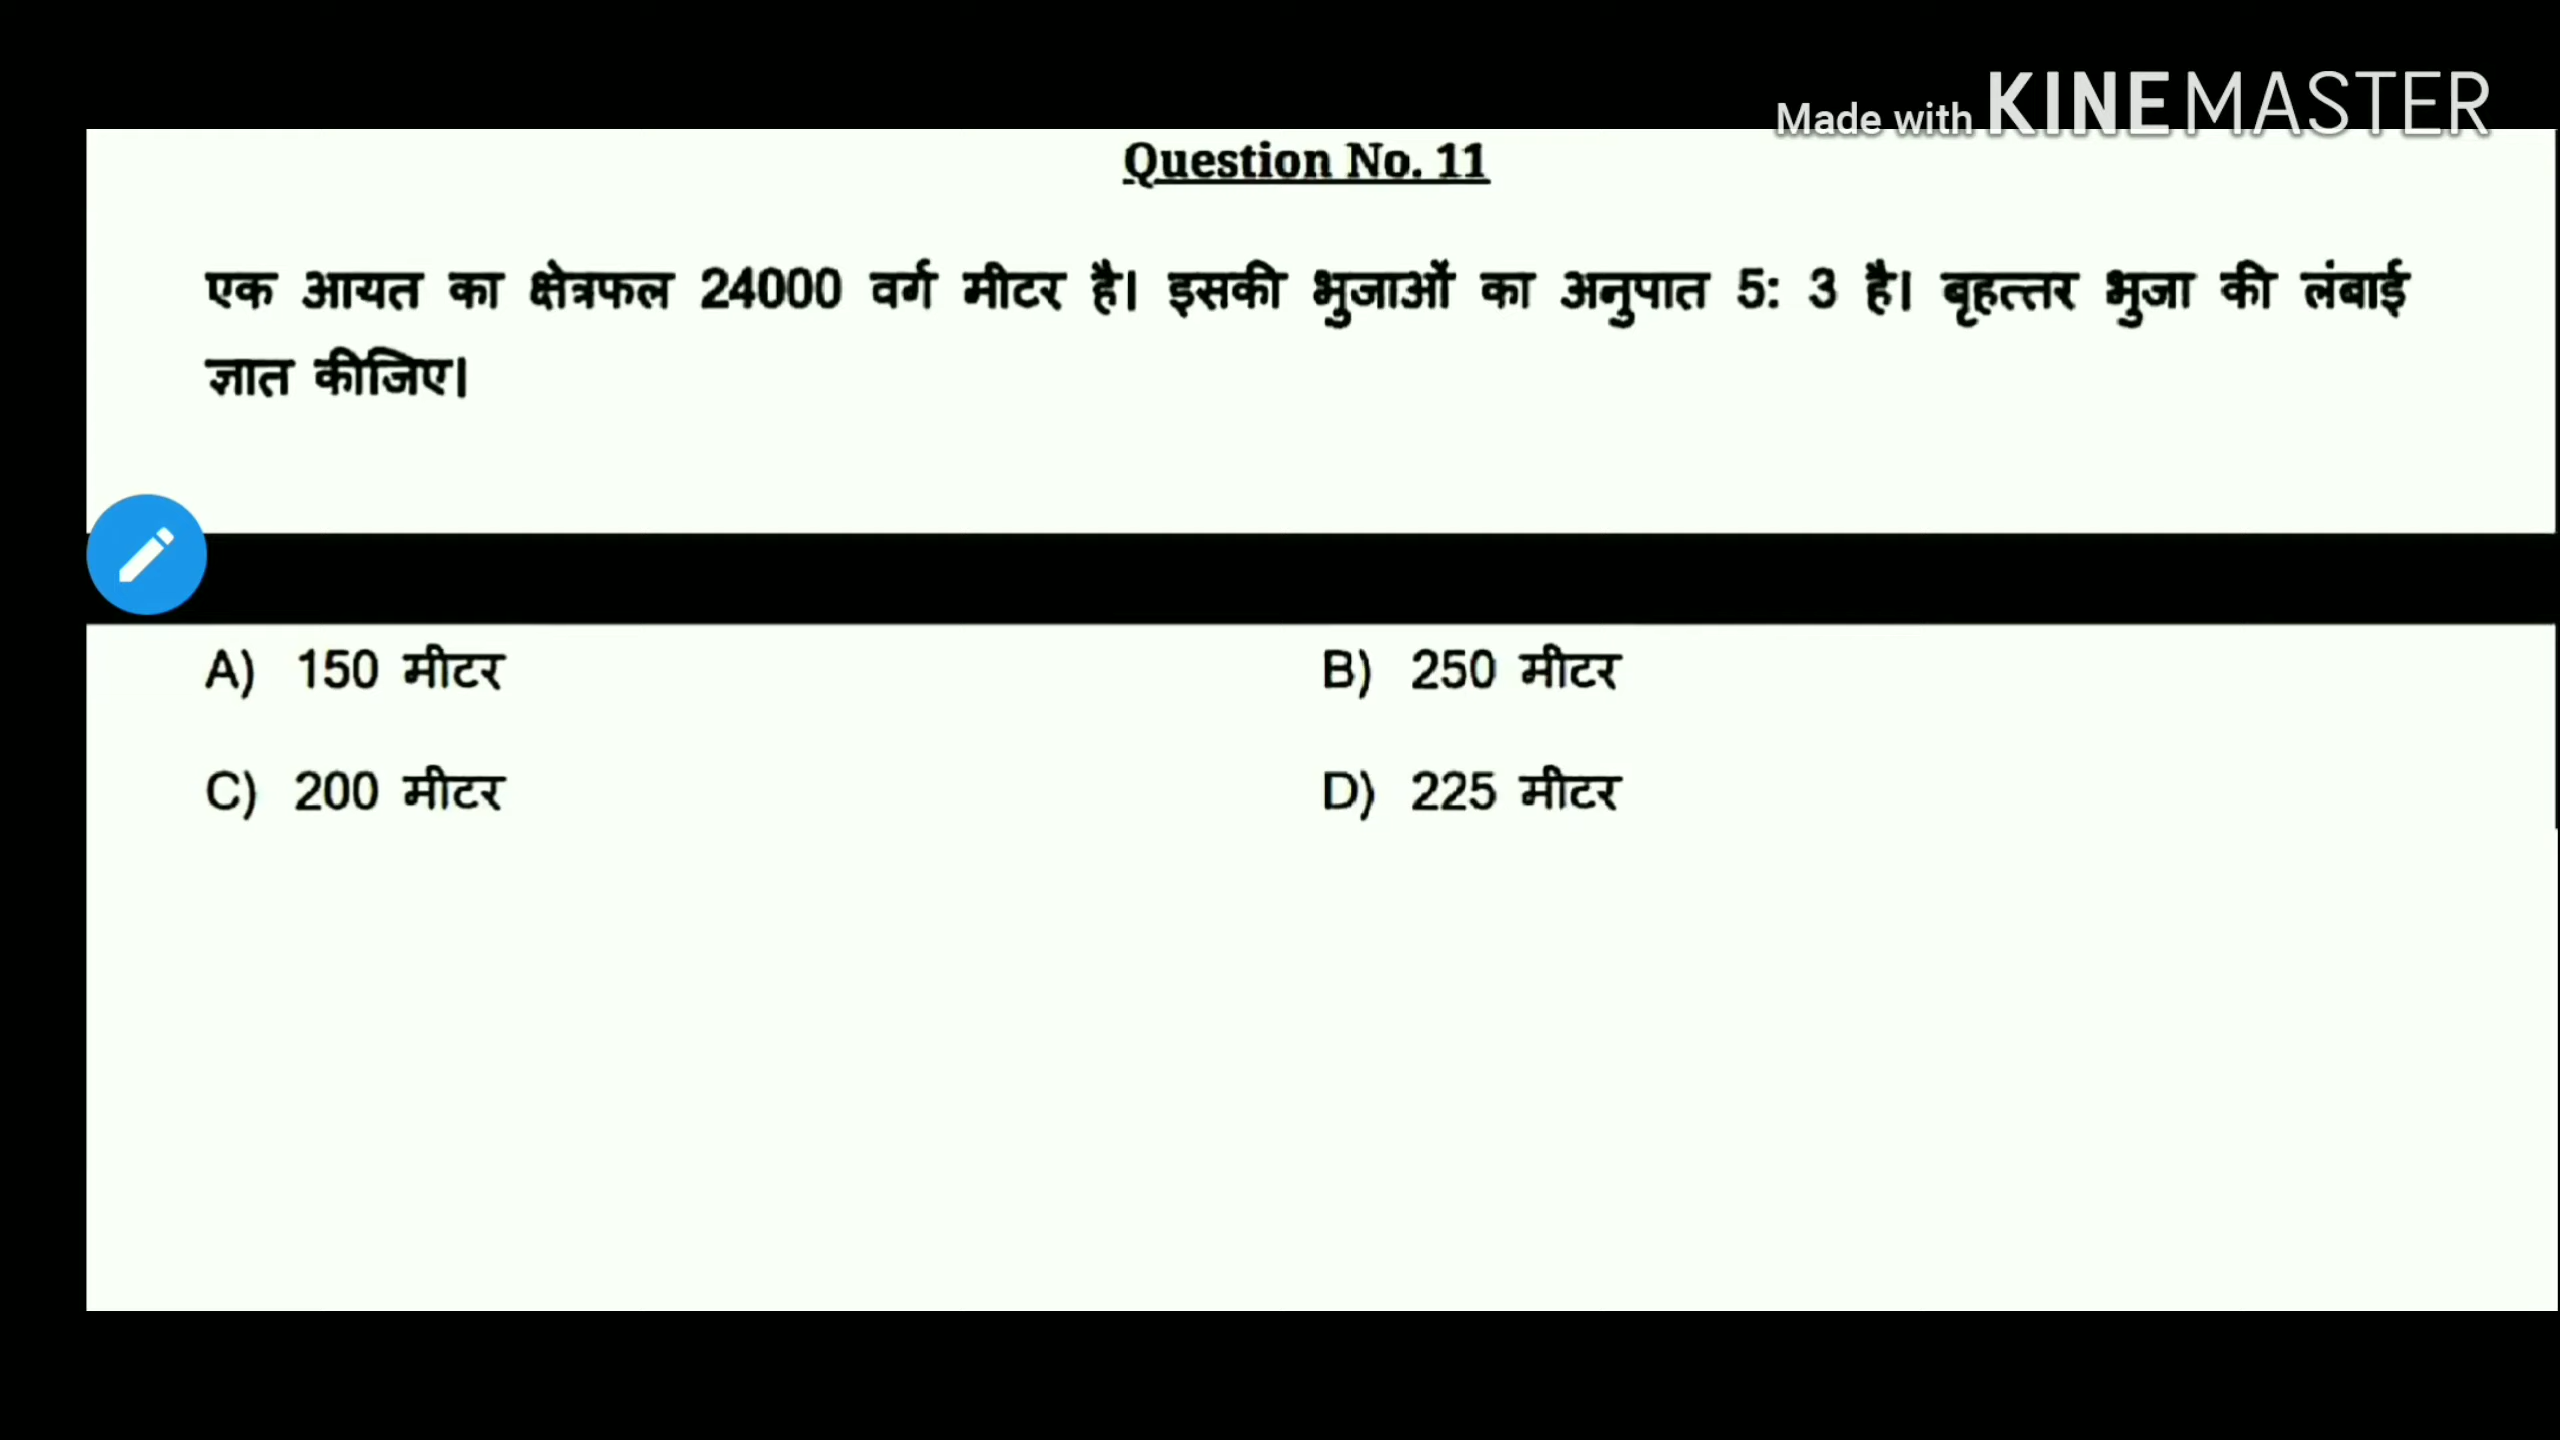 Made with KINEMASTER
Question No. 11
एक आयत का क्षेत्रफल 24000 वर्ग मीटर है। इसकी भुजाओं का अनुपात 5: 3 है। बृहत्तर भुजा की लंबाई
ज्ञात कीजिए।
A) 150 मीटर
B) 250 मीटर
C) 200 मीटर
D) 225 मीटर